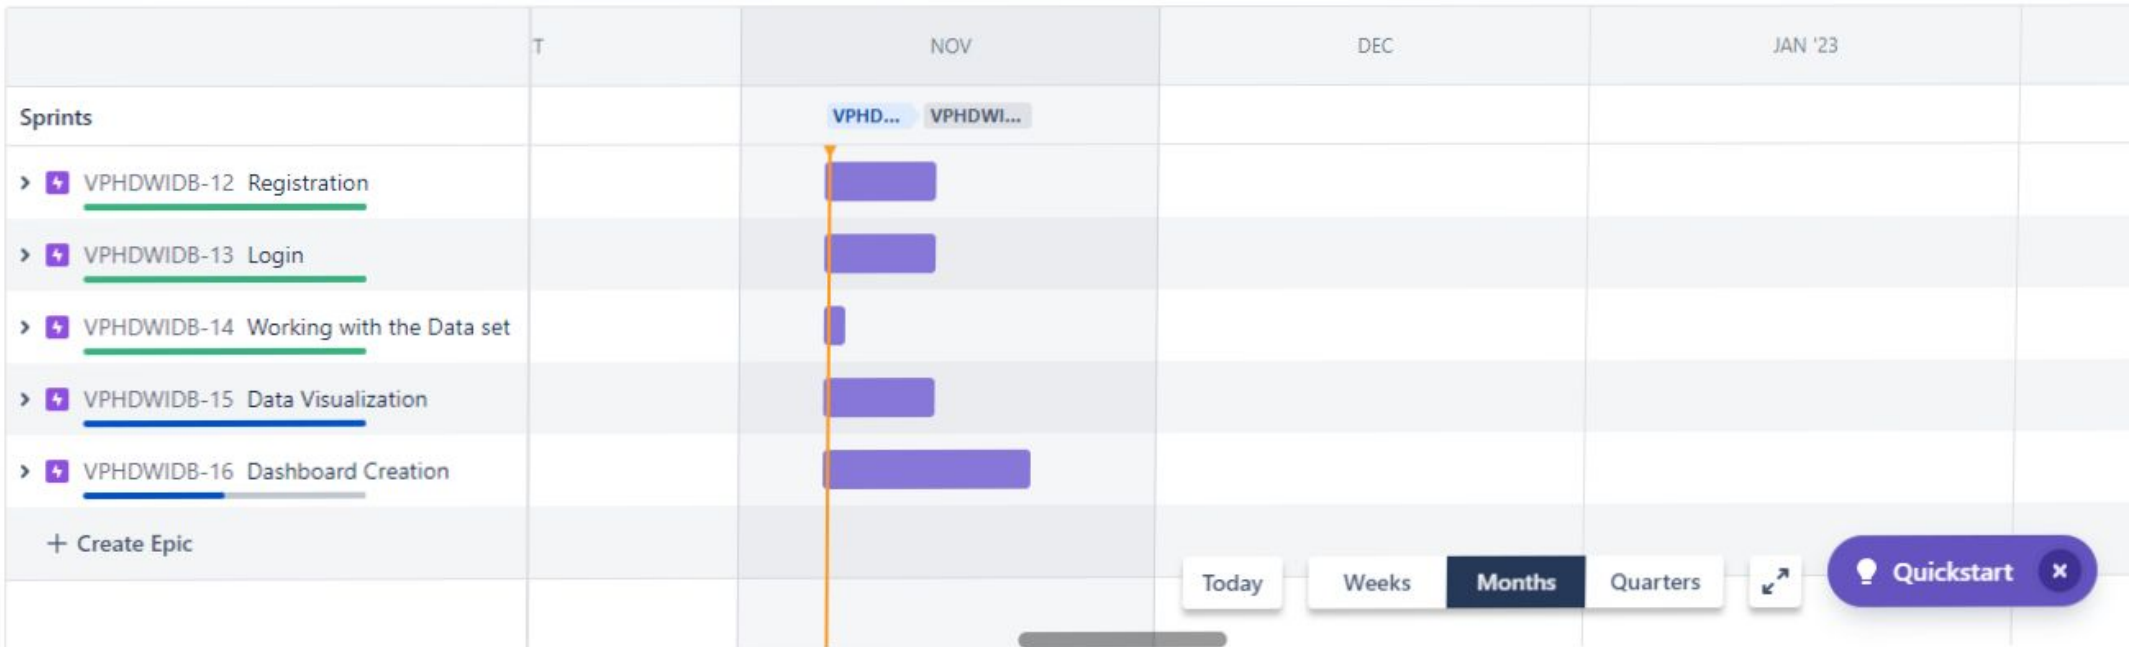 T NOV DEC JAN '23
Sprints VPHD... VPHDWI...
VPHDWIDB-12 Registration
VPHDWIDB-13 Login
VPHDWIDB-14 Working with the Data set
VPHDWIDB-15 Data Visualization
VPHDWIDB-16 Dashboard Creation
+ Create Epic
Today Weeks Months Quarters Quickstart